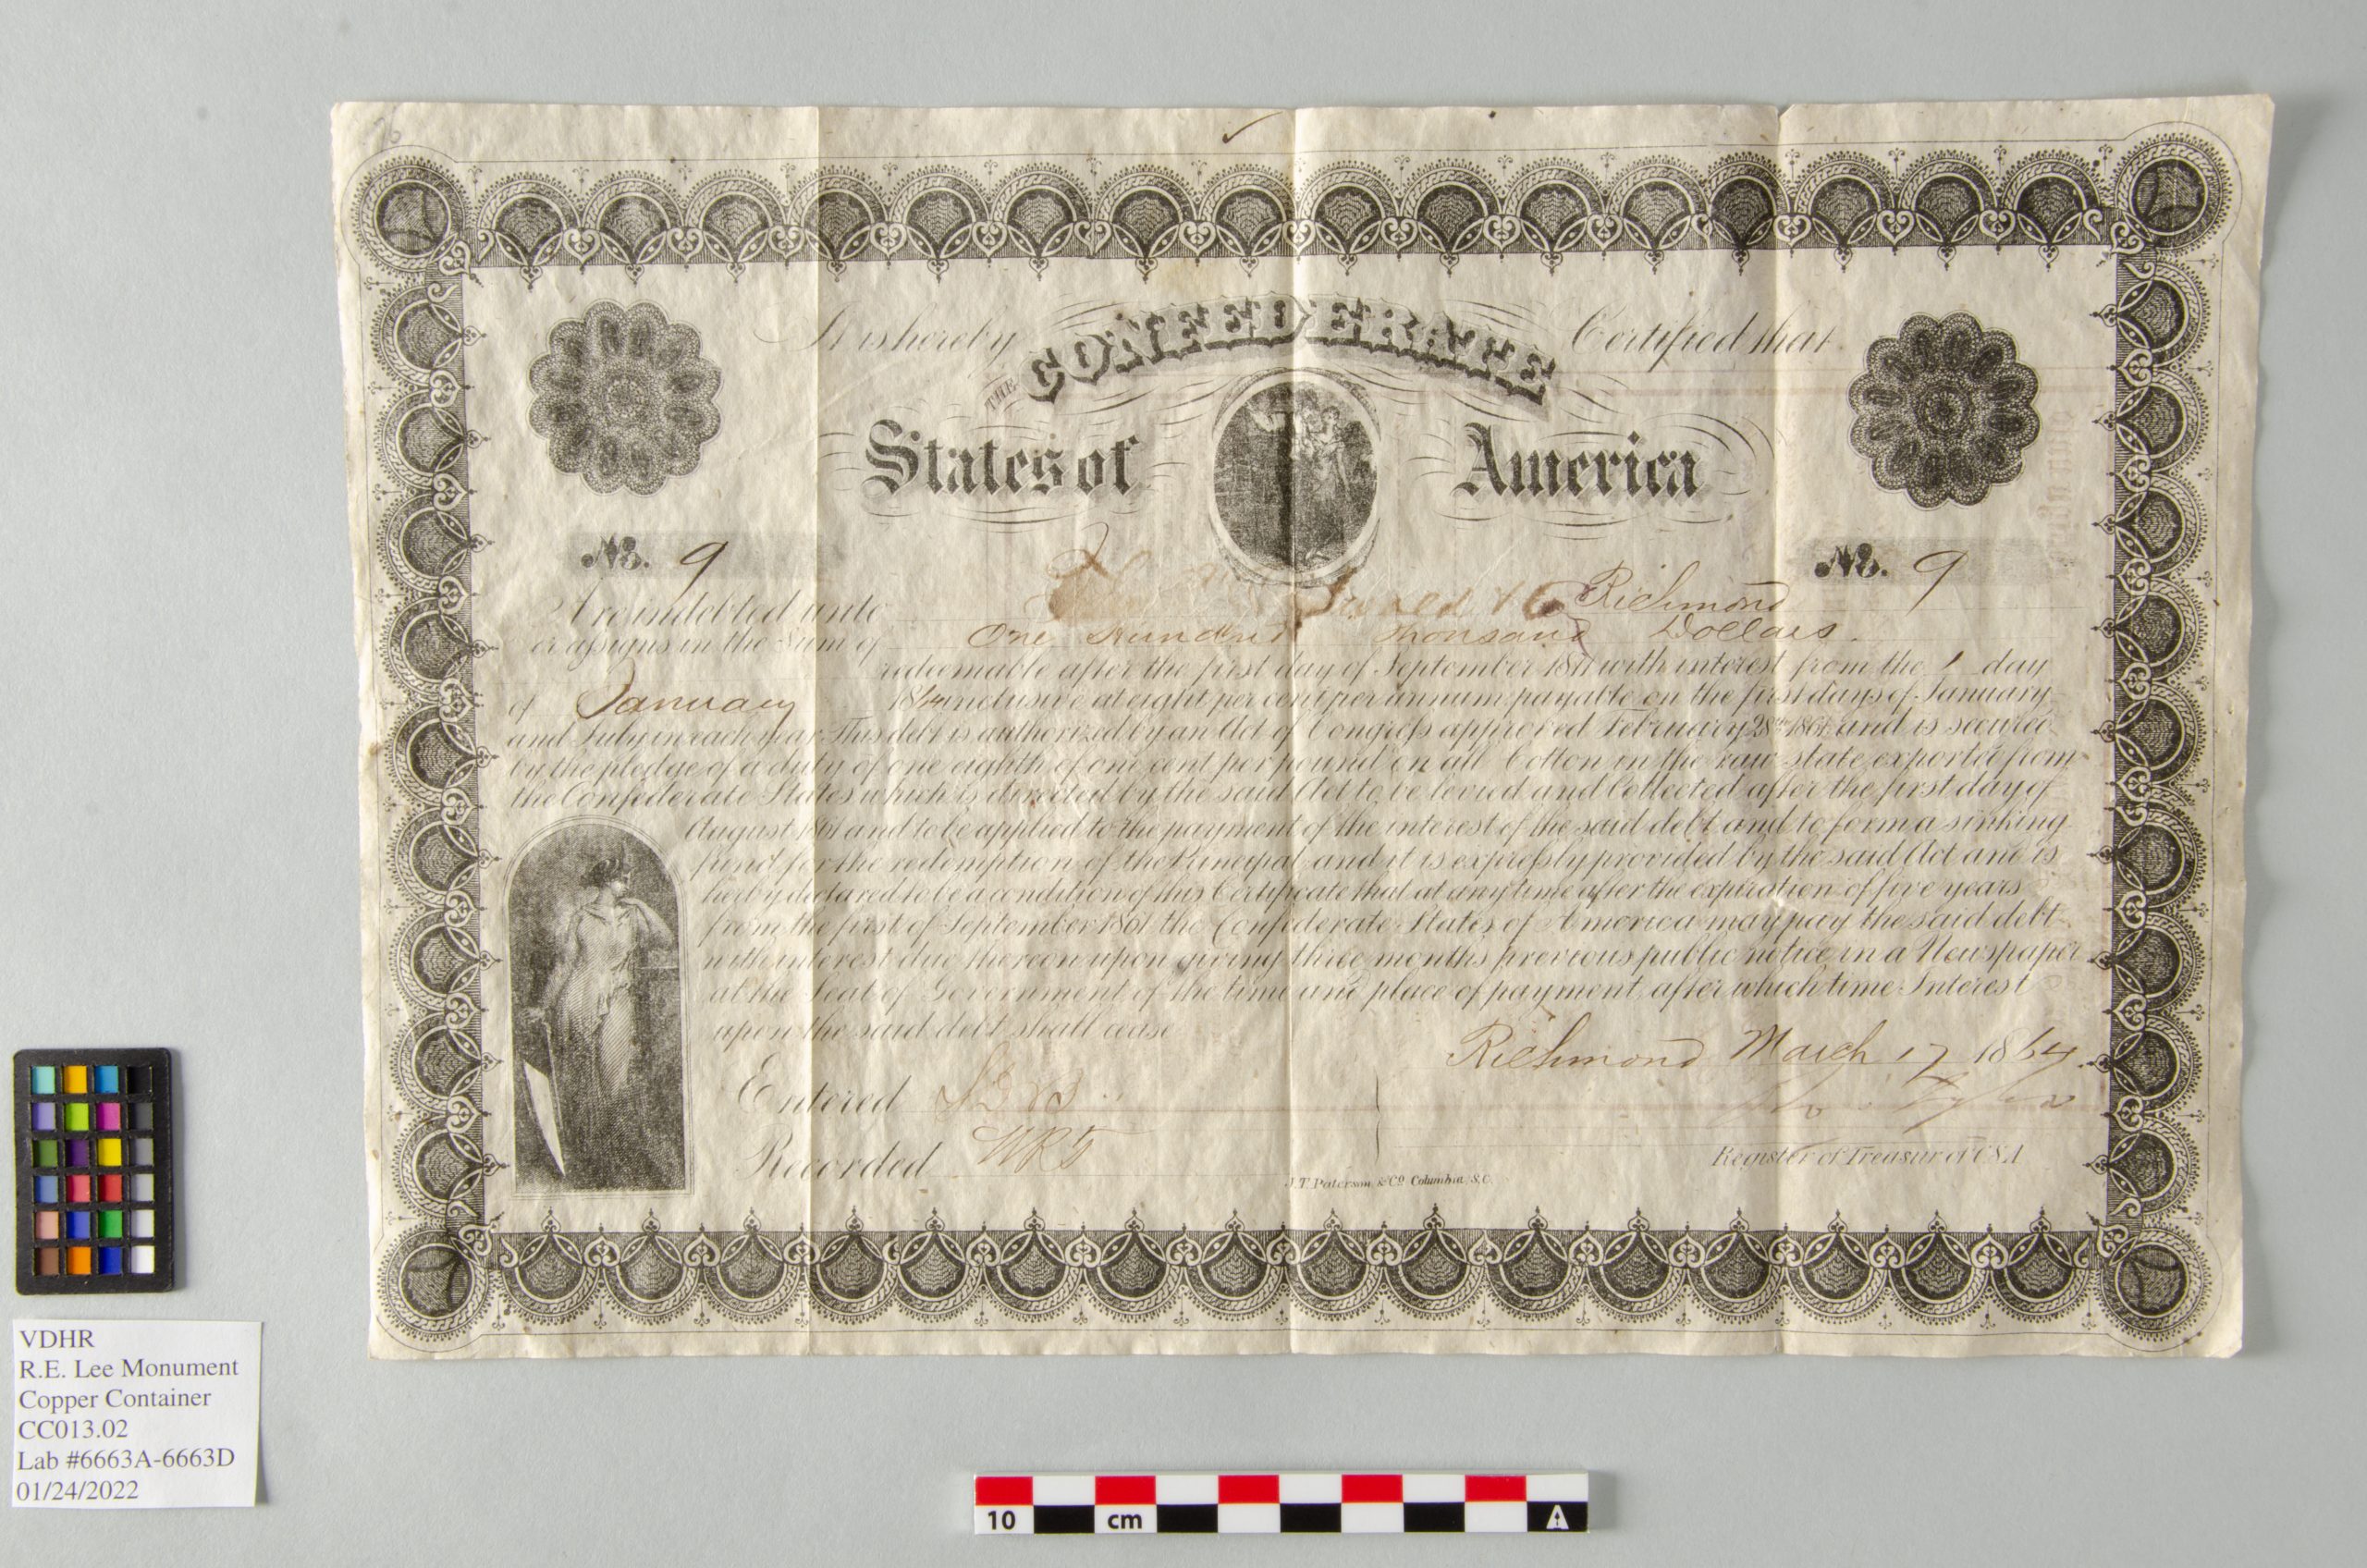 It is hereby THE CONFEDERATE Certified that
States of America
No. 9 No. 9
Are indebted unto Richmond
or assigns in the Sum of One Hundred Thousand Dollars
redeemable after the first day of September 18 with interest from the 1 day
of January 1864 inclusive at eight per cent per annum payable on the first days of January
and July in each year. This debt is authorized by an Act of Congress approved February 28th 1861 and is secured
by the pledge of a duty of one eighth of one cent per pound on all Cotton in the raw state exported from
the Confederate States which is directed by the said Act to be levied and Collected after the first day of
August 1861 and to be applied to the payment of the interest of the said debt and to form a sinking
fund for the redemption of the Principal and it is expressly provided by the said Act and is
herby declared to be a condition of this Certificate that at any time after the expiration of five years
from the first of September 1861 the Confederate States of America may pay the said debt
with interest due thereon upon giving three months previous public notice in a Newspaper
at the Seat of Government of the time and place of payment, after which time Interest
upon the said debt shall cease
Richmond March 17 1864
Entered
Recorded
Register of Treasury CSA
J.T. Paterson & Co. Columbia, S.C.
VDHR
R.E. Lee Monument
Copper Container
CC013.02
Lab #6663A-6663D
01/24/2022
10 cm